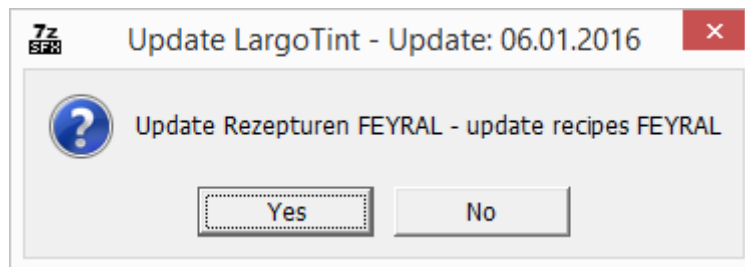 7z
SFX
Update LargoTint - Update: 06.01.2016
×
?
Update Rezepturen FEYRAL - update recipes FEYRAL
Yes
No